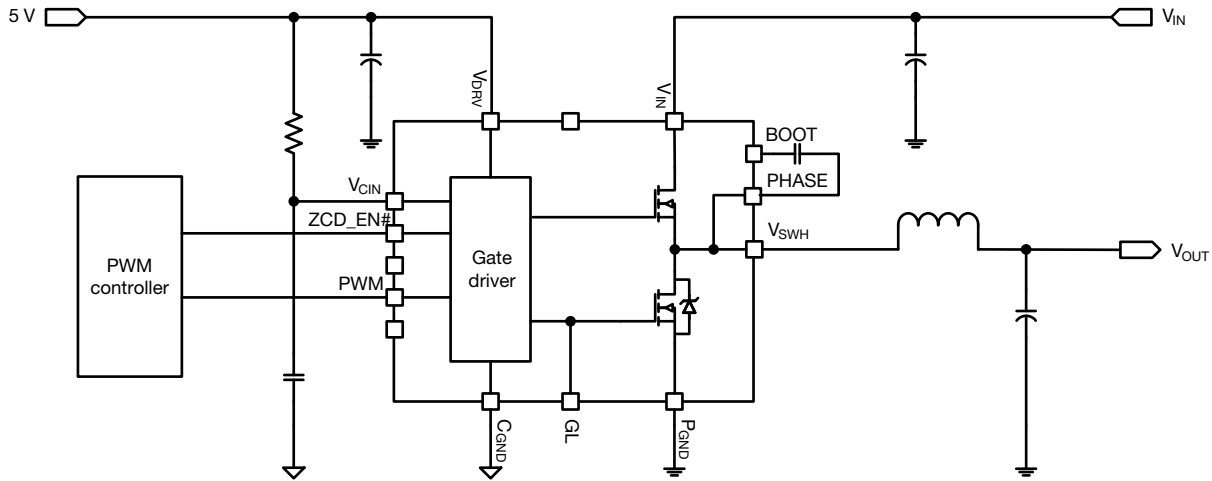 5 V
V_IN
V_DRV
V_IN
BOOT
PHASE
V_CIN
ZCD_EN#
V_SWH
PWM
controller
Gate
driver
PWM
V_OUT
C_GND
GL
P_GND